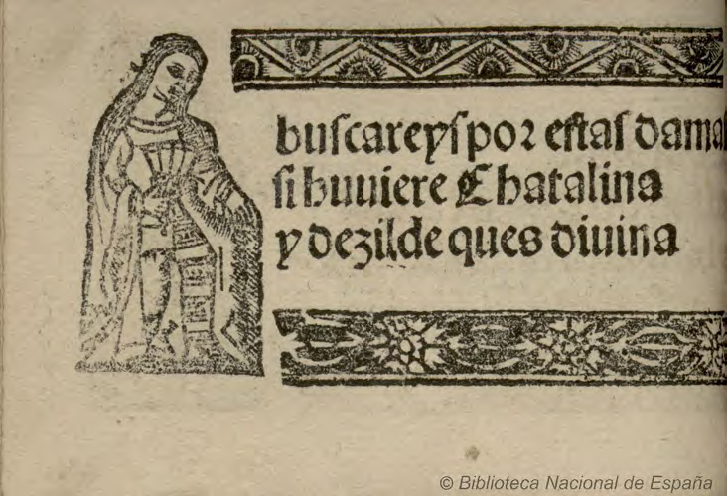 buſcareyſ por eſtaſ damaſ
ſi huuiere Chatalina
y dezilde ques diuina
© Biblioteca Nacional de España